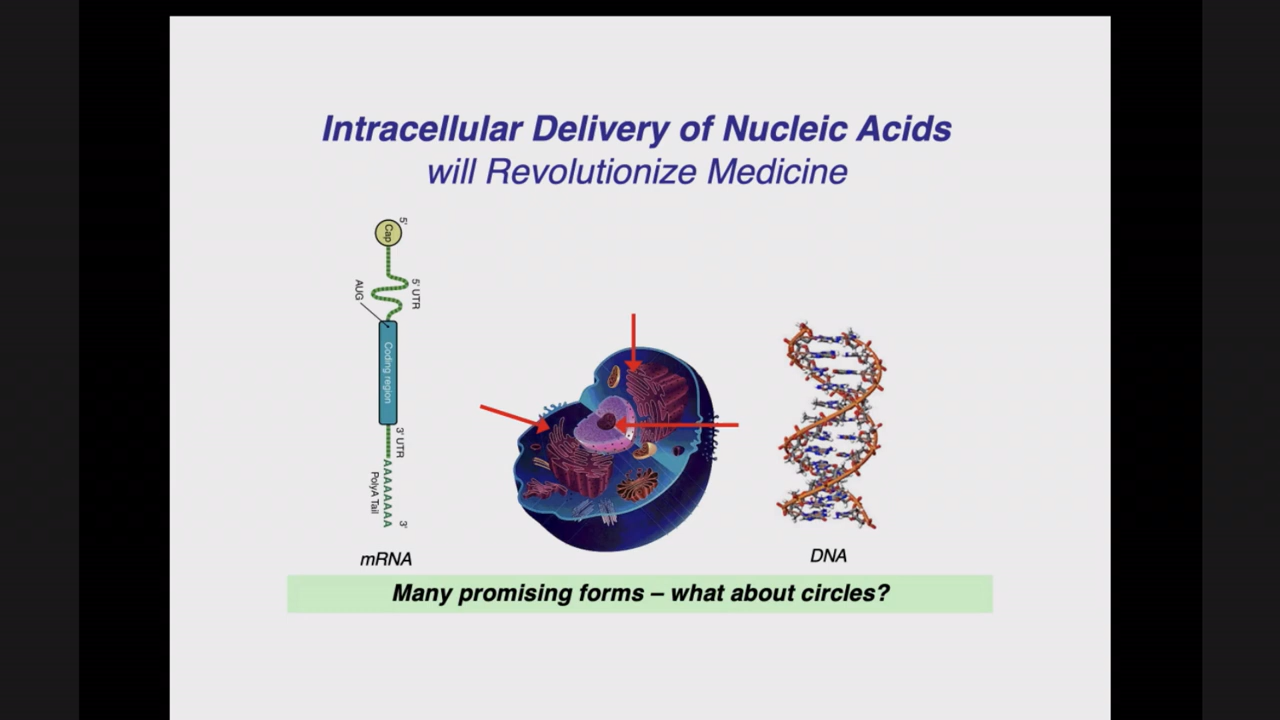 Intracellular Delivery of Nucleic Acids
will Revolutionize Medicine
5'
Cap
5' UTR
AUG
Coding region
3' UTR
AAAAAAAA
PolyA Tail
3'
mRNA
DNA
Many promising forms – what about circles?